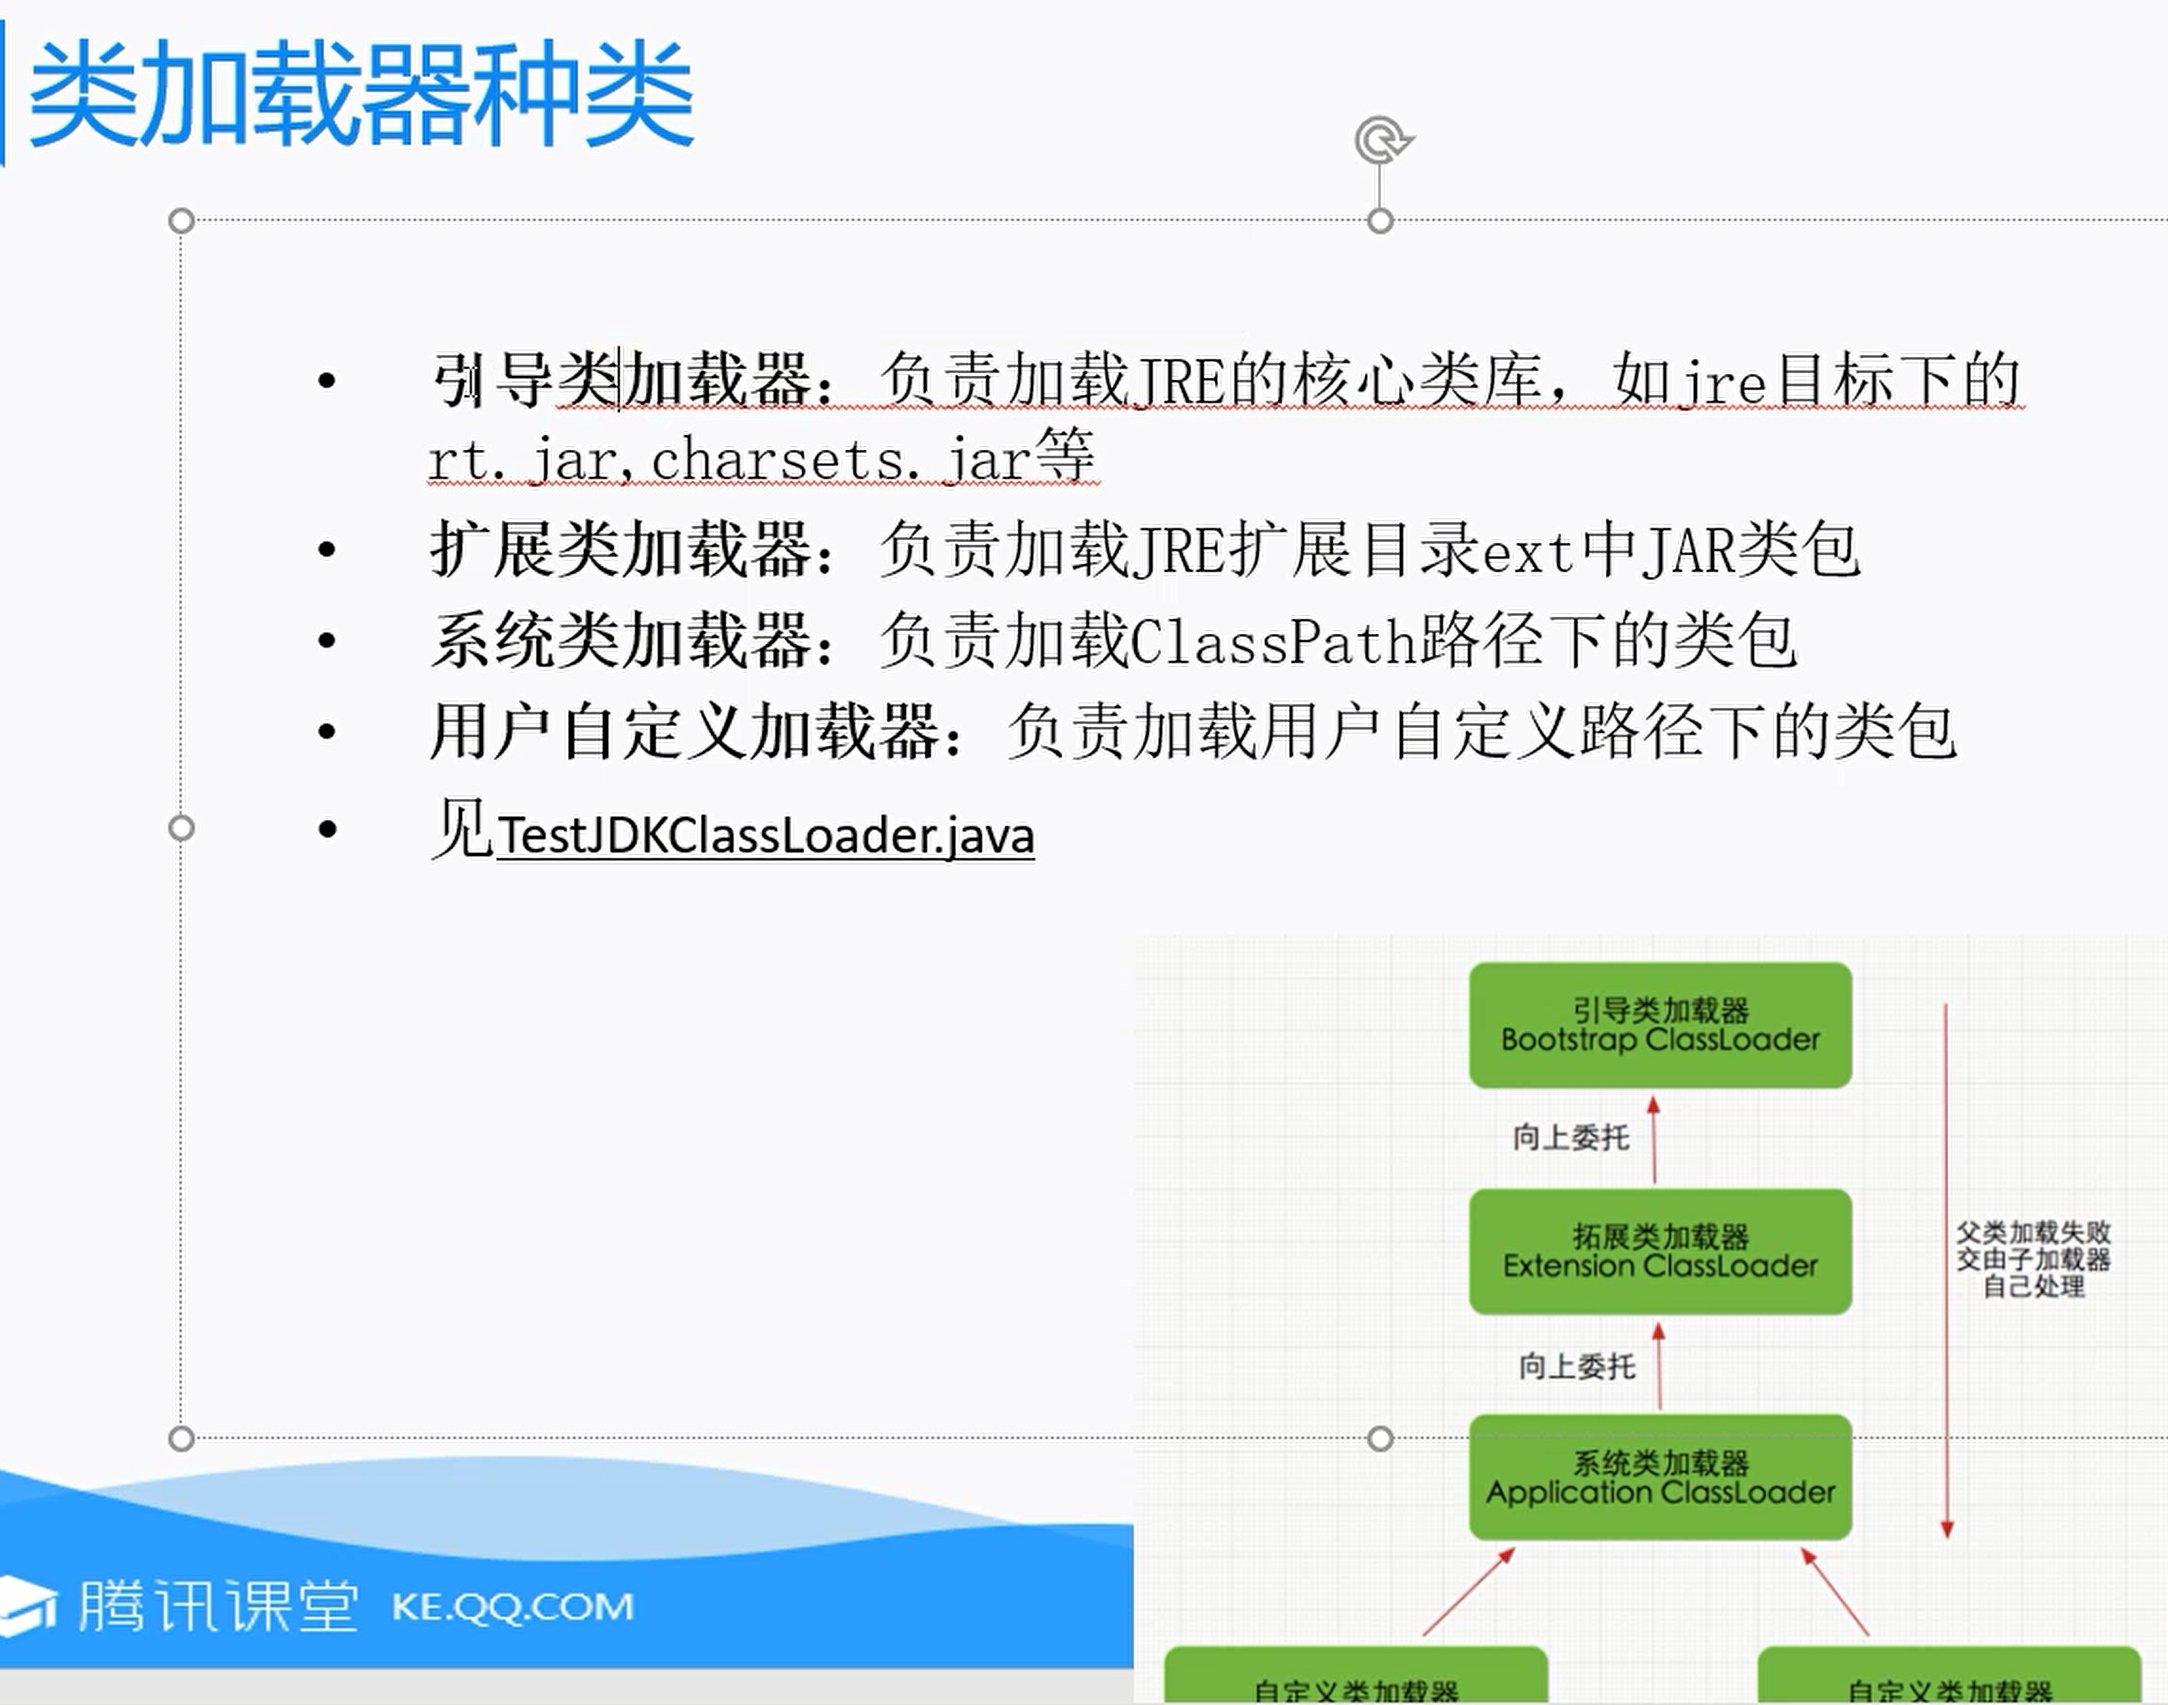 类加载器种类
引导类加载器：负责加载JRE的核心类库，如jre目标下的
rt.jar,charsets.jar等
扩展类加载器：负责加载JRE扩展目录ext中JAR类包
系统类加载器：负责加载ClassPath路径下的类包
用户自定义加载器：负责加载用户自定义路径下的类包
见TestJDKClassLoader.java
引导类加载器
Bootstrap ClassLoader
向上委托
拓展类加载器
Extension ClassLoader
父类加载失败
交由子加载器
自己处理
向上委托
系统类加载器
Application ClassLoader
自定义类加载器
自定义类加载器
腾讯课堂 KE.QQ.COM